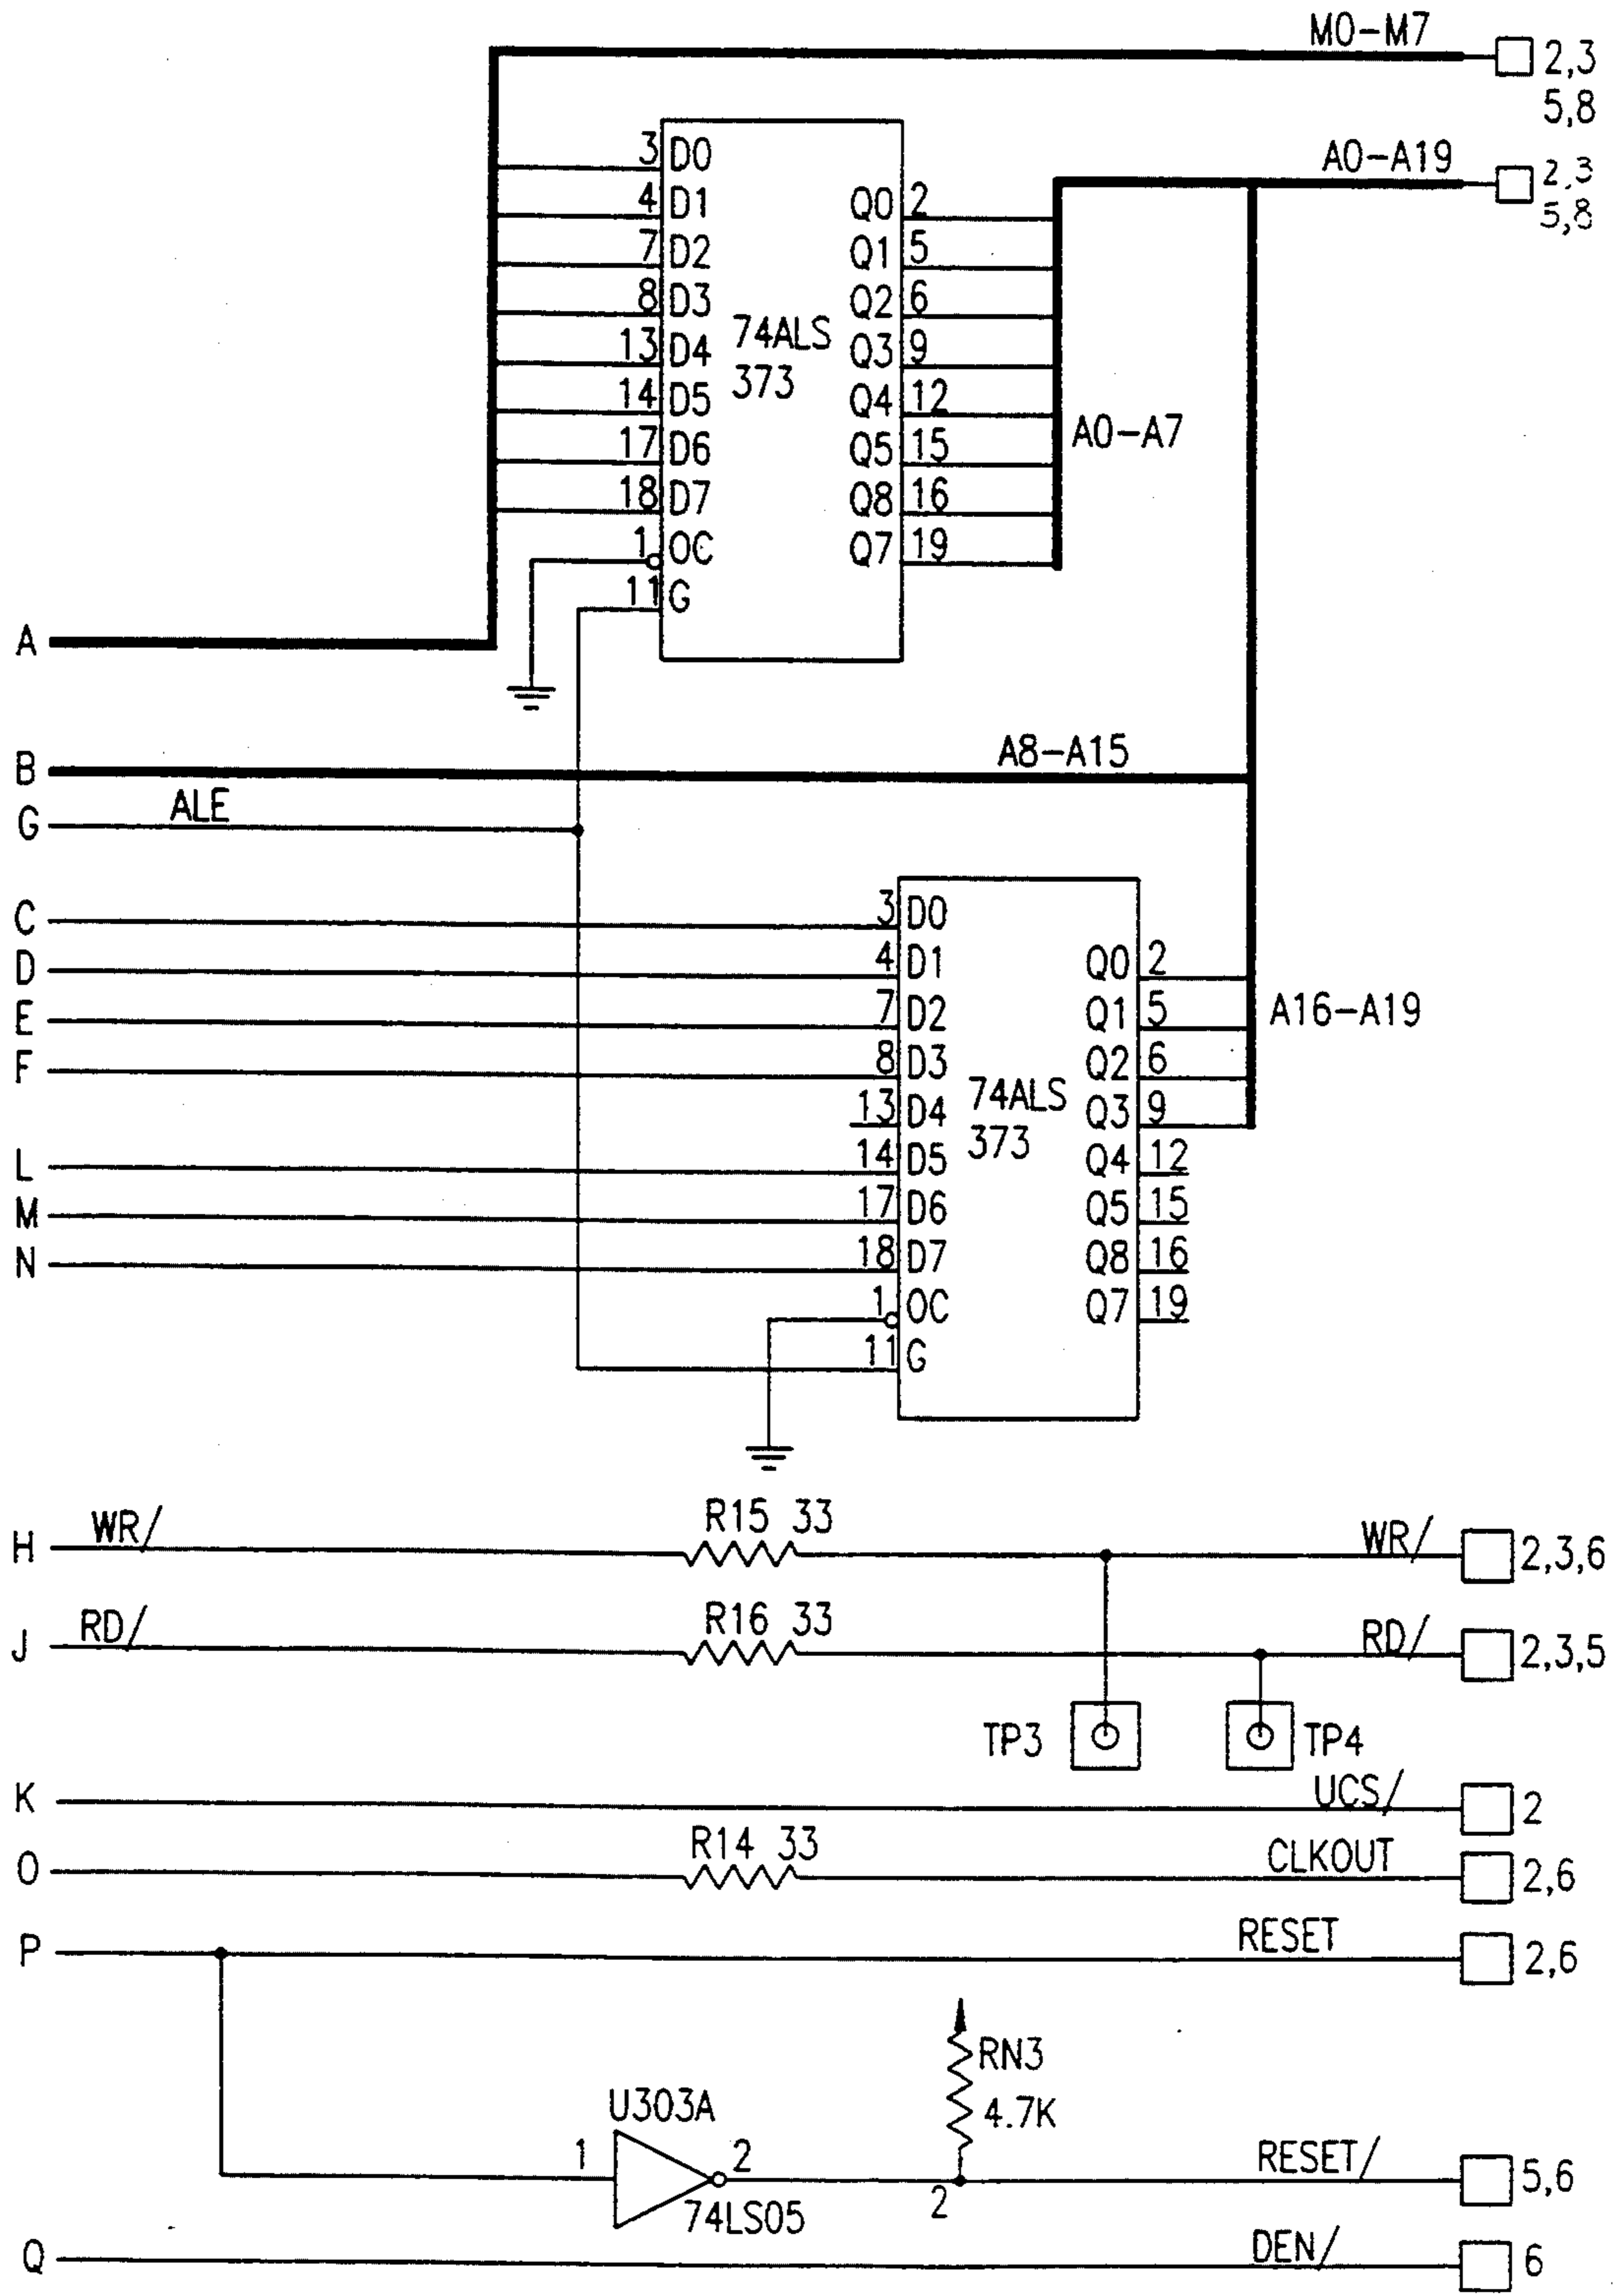 M0-M7
2,3
5,8
A0-A19
2,3
5,8
3 D0
4 D1
7 D2
8 D3
13 D4
14 D5
17 D6
18 D7
1 OC
11 G
74ALS
373
Q0 2
Q1 5
Q2 6
Q3 9
Q4 12
Q5 15
Q8 16
Q7 19
A0-A7
A
B
A8-A15
G ALE
C
D
E
F
L
M
N
3 D0
4 D1
7 D2
8 D3
13 D4
14 D5
17 D6
18 D7
1 OC
11 G
74ALS
373
Q0 2
Q1 5
Q2 6
Q3 9
Q4 12
Q5 15
Q8 16
Q7 19
A16-A19
H WR/ R15 33 WR/ 2,3,6
J RD/ R16 33 RD/ 2,3,5
TP3 TP4
K UCS/ 2
O R14 33 CLKOUT 2,6
P RESET 2,6
RN3
4.7K
U303A
1 2 2 RESET/ 5,6
74LS05
Q DEN/ 6